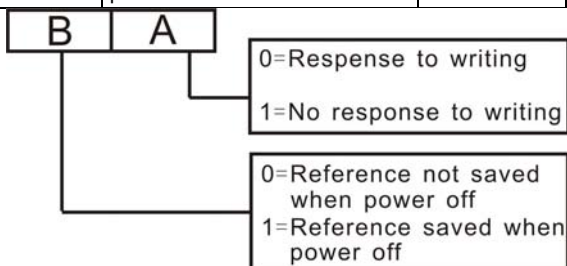 B A
0=Respense to writing
1=No response to writing
0=Reference not saved
when power off
1=Reference saved when
power off